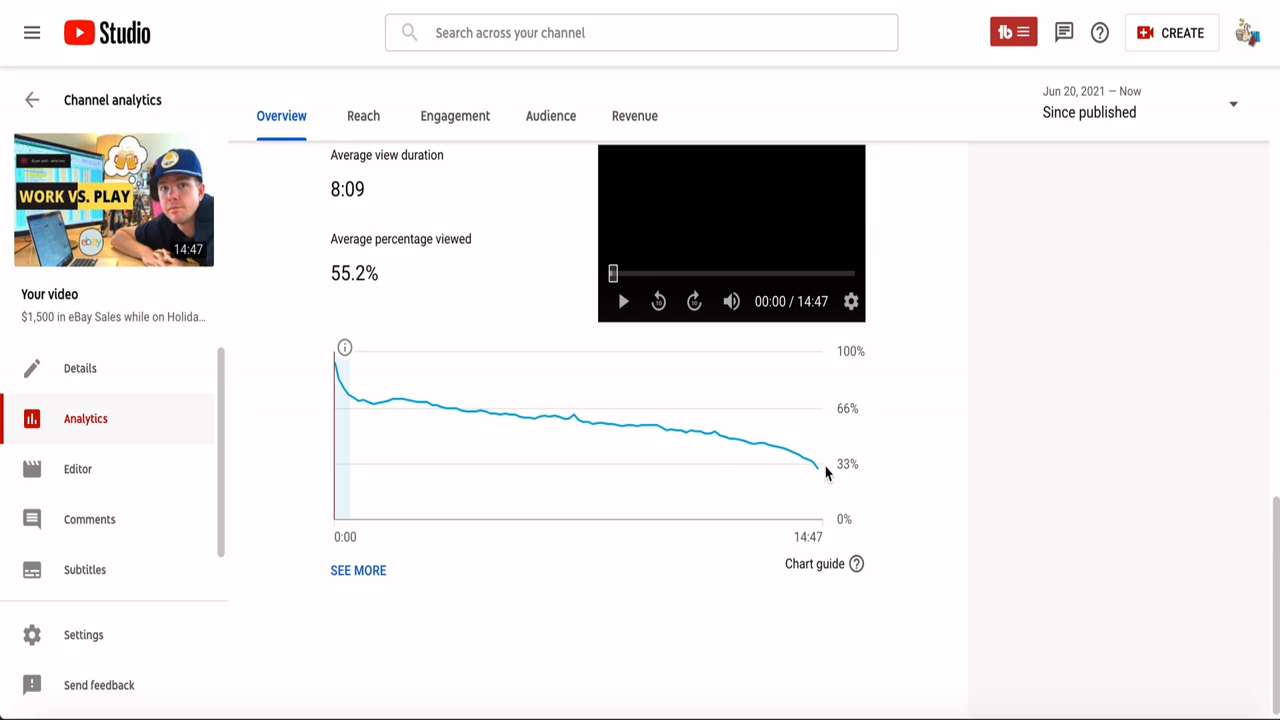 Studio
Search across your channel
CREATE
Channel analytics
Overview
Reach
Engagement
Audience
Revenue
Jun 20, 2021 – Now
Since published
WORK VS. PLAY
ebay
14:47
Your video
$1,500 in eBay Sales while on Holida...
Details
Analytics
Editor
Comments
Subtitles
Settings
Send feedback
Average view duration
8:09
Average percentage viewed
55.2%
10
10
00:00 / 14:47
100%
66%
33%
0%
0:00
14:47
Chart guide
SEE MORE